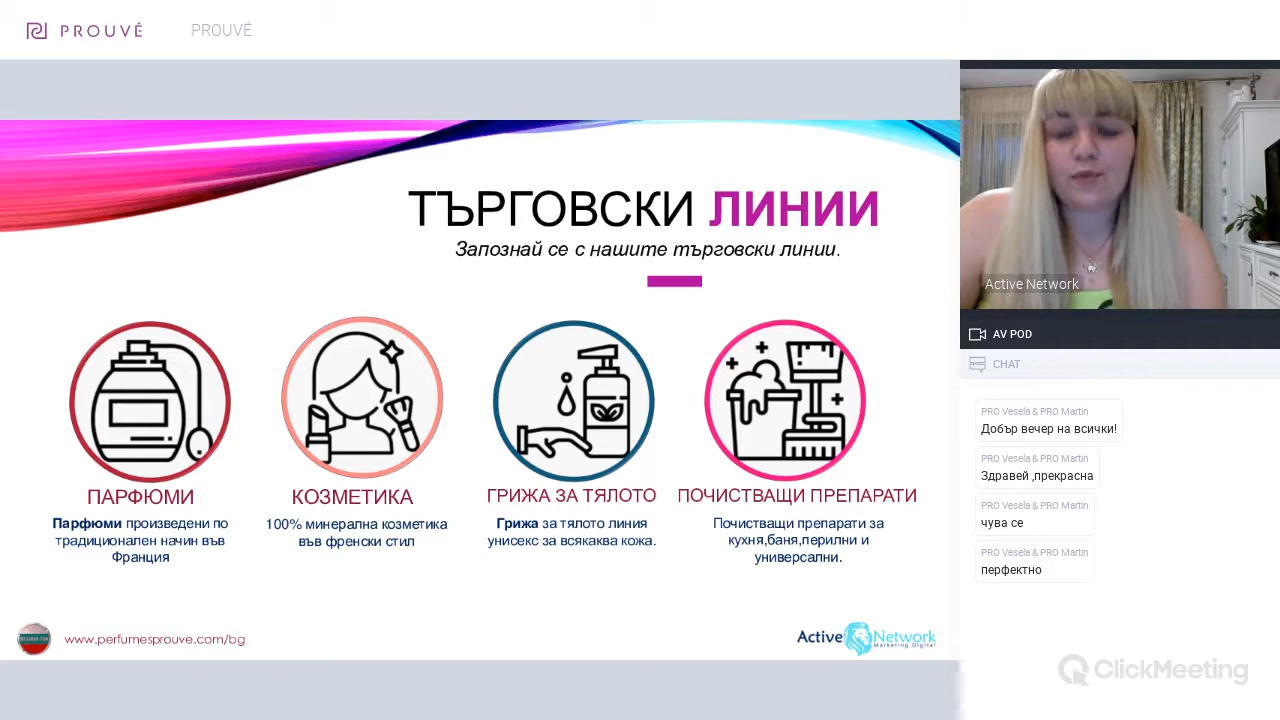 PROUVÉ
PROUVÉ
ТЪРГОВСКИ ЛИНИИ
Запознай се с нашите търговски линии.
ПАРФЮМИ
Парфюми произведени по
традиционален начин във
Франция
КОЗМЕТИКА
100% минерална козметика
във френски стил
ГРИЖА ЗА ТЯЛОТО
Грижа за тялото линия
унисекс за всякаква кожа.
ПОЧИСТВАЩИ ПРЕПАРАТИ
Почистващи препарати за
кухня,баня,перилни и
универсални.
www.perfumesprouve.com/bg
Active Network
Marketing Digital
Active Network
AV POD
CHAT
PRO Vesela & PRO Martin
Добър вечер на всички!
PRO Vesela & PRO Martin
Здравей ,прекрасна
PRO Vesela & PRO Martin
чува се
PRO Vesela & PRO Martin
перфектно
ClickMeeting